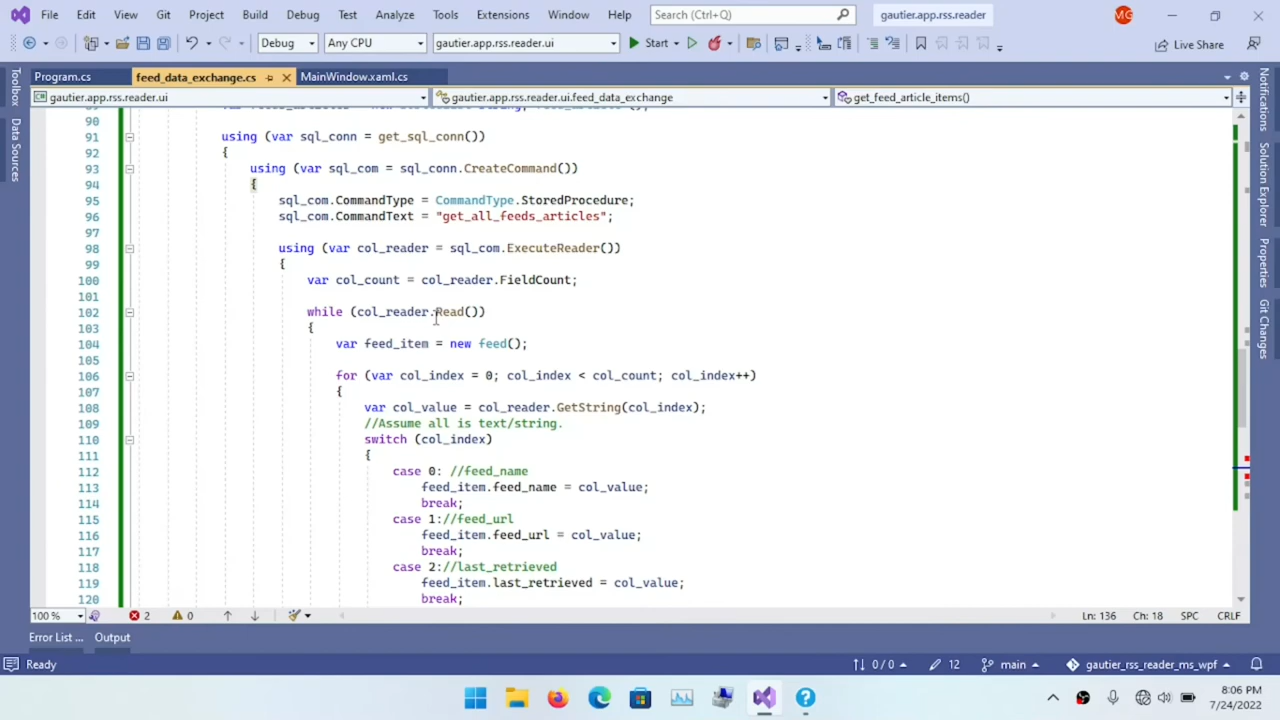 File Edit View Git Project Build Debug Test Analyze Tools Extensions Window Help Search (Ctrl+Q) gautier.app.rss.reader MG
Debug Any CPU gautier.app.rss.reader.ui Start Live Share
Program.cs feed_data_exchange.cs MainWindow.xaml.cs
gautier.app.rss.reader.ui gautier.app.rss.reader.ui.feed_data_exchange get_feed_article_items()
Toolbox
Data Sources
90
91 using (var sql_conn = get_sql_conn())
92 {
93 using (var sql_com = sql_conn.CreateCommand())
94 {
95 sql_com.CommandType = CommandType.StoredProcedure;
96 sql_com.CommandText = "get_all_feeds_articles";
97
98 using (var col_reader = sql_com.ExecuteReader())
99 {
100 var col_count = col_reader.FieldCount;
101
102 while (col_reader.Read())
103 {
104 var feed_item = new feed();
105
106 for (var col_index = 0; col_index < col_count; col_index++)
107 {
108 var col_value = col_reader.GetString(col_index);
109 //Assume all is text/string.
110 switch (col_index)
111 {
112 case 0: //feed_name
113 feed_item.feed_name = col_value;
114 break;
115 case 1://feed_url
116 feed_item.feed_url = col_value;
117 break;
118 case 2://last_retrieved
119 feed_item.last_retrieved = col_value;
120 break;
Notifications
Solution Explorer
Properties
Git Changes
100 % 2 0 Ln: 136 Ch: 18 SPC CRLF
Error List ... Output
Ready 0 / 0 12 main gautier_rss_reader_ms_wpf
8:06 PM
7/24/2022